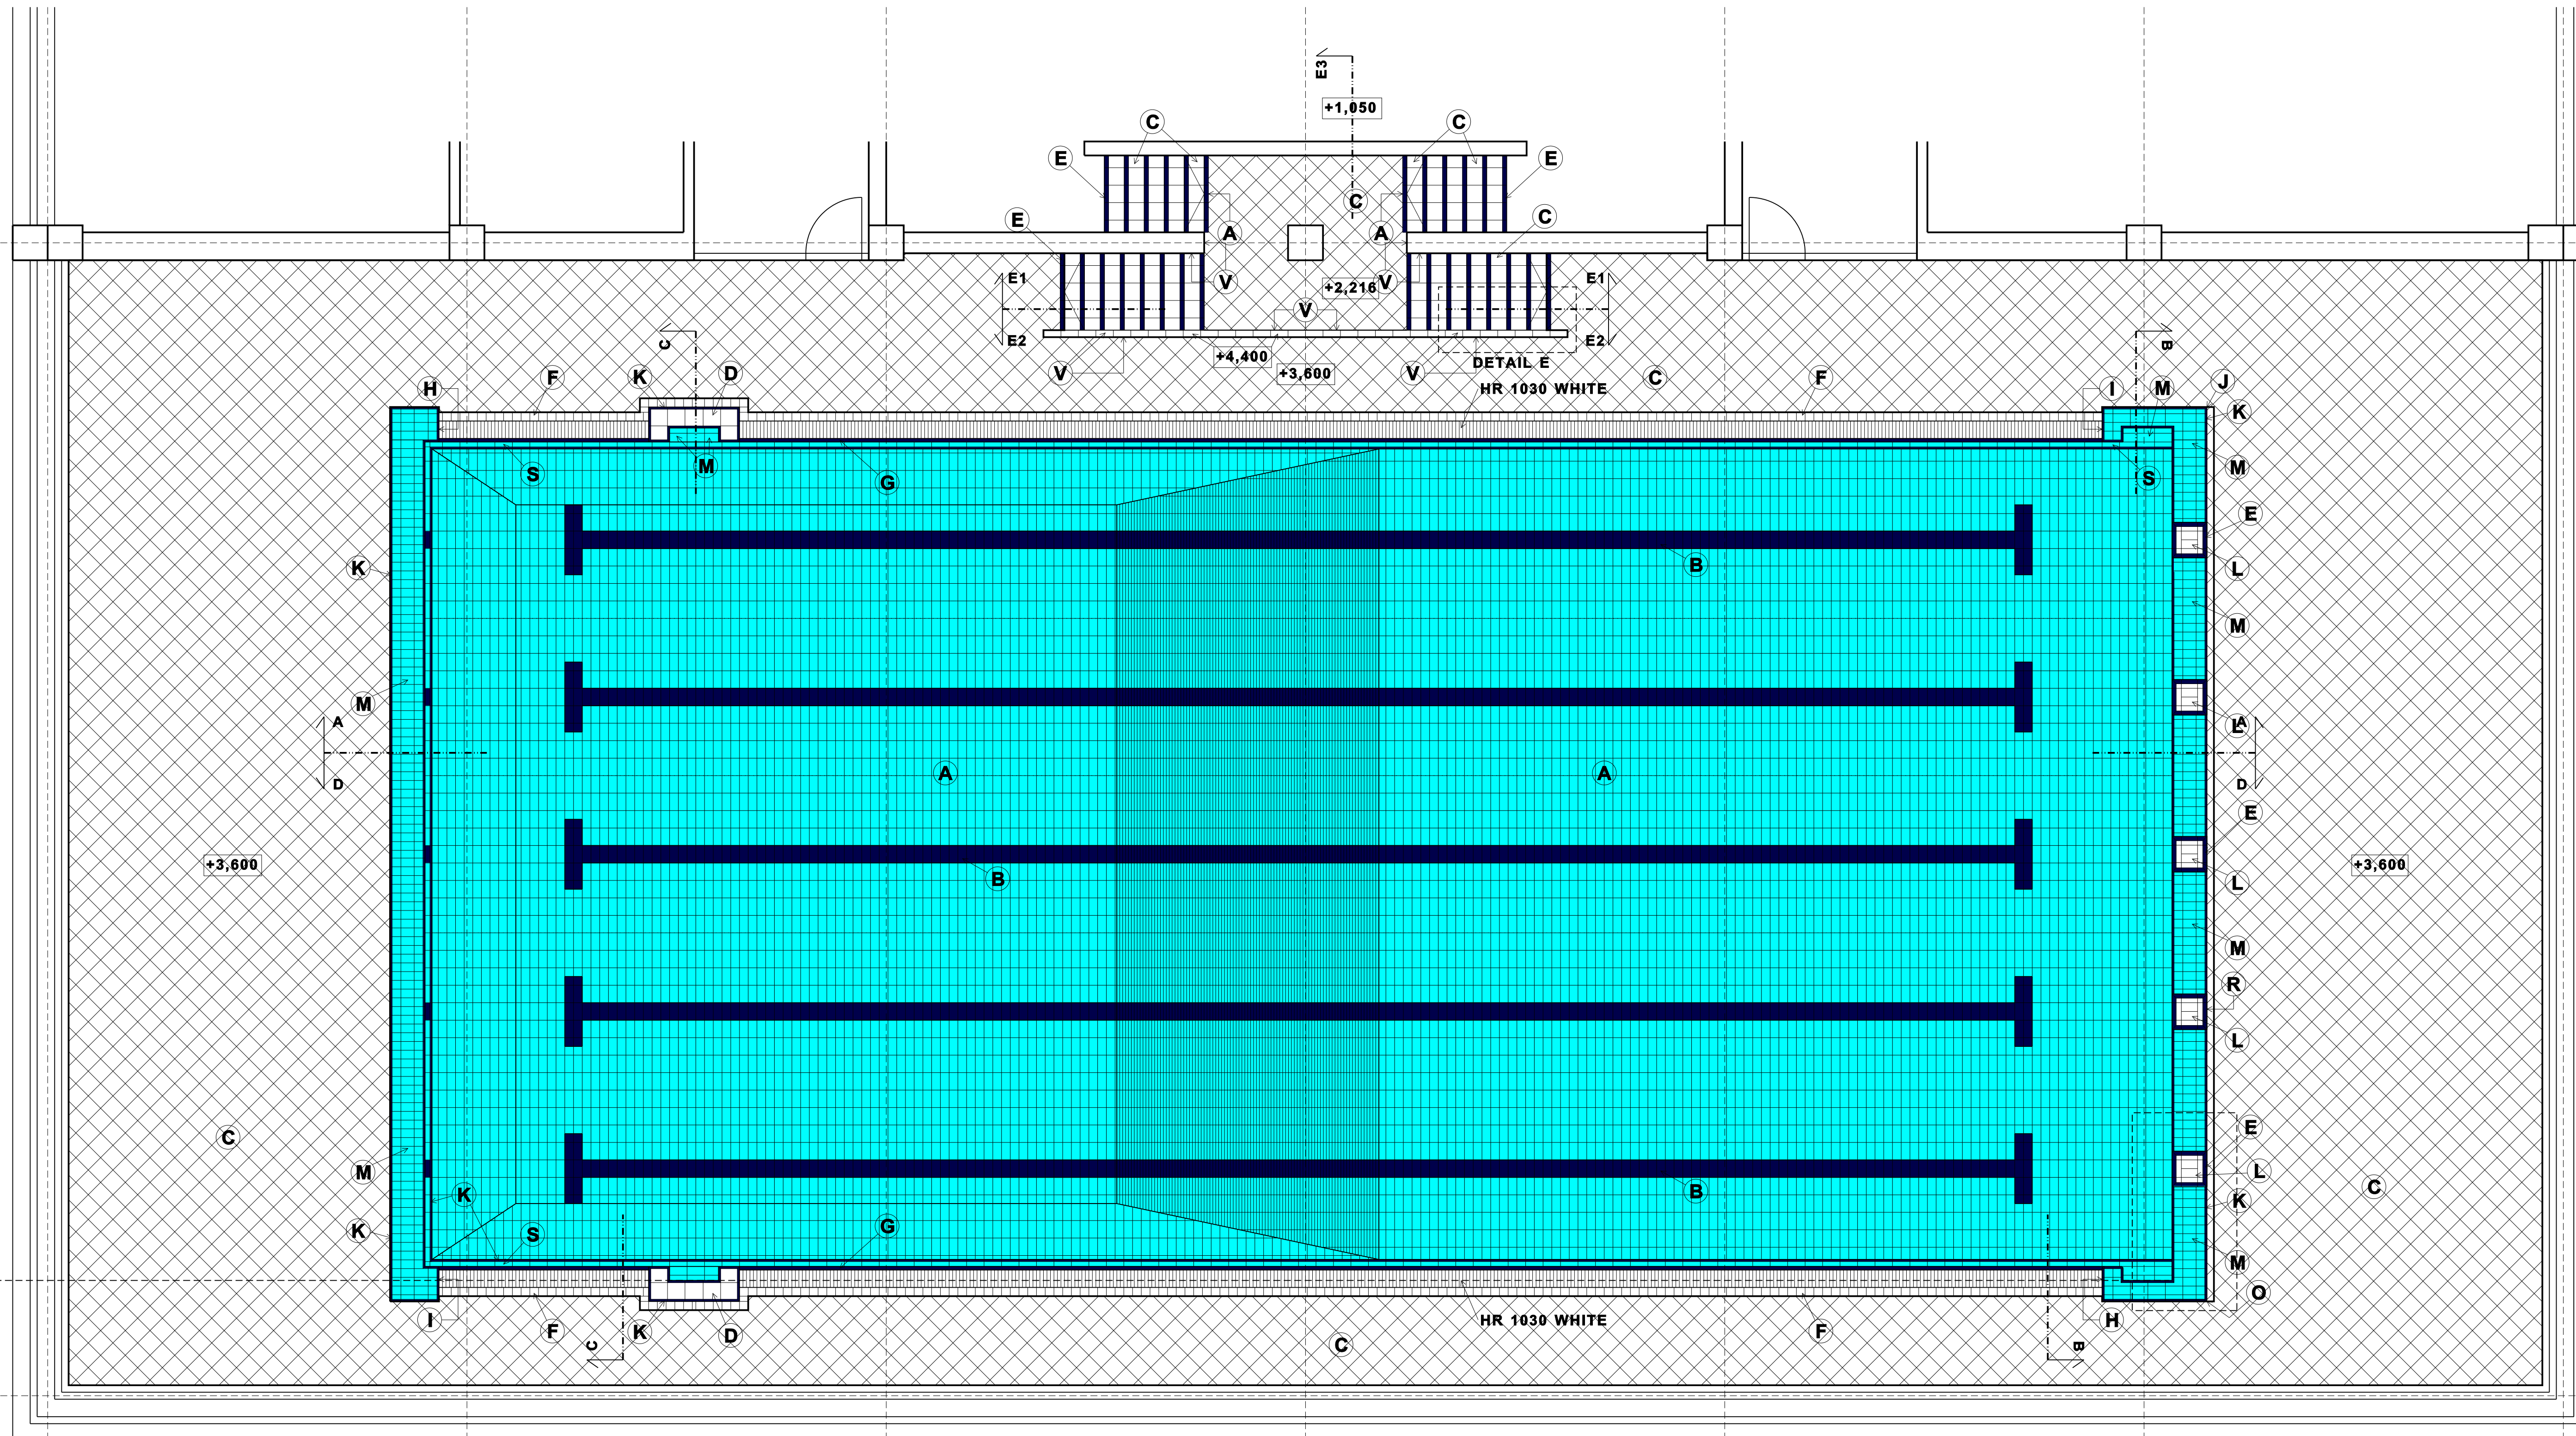 E3
+1,050
C C
E E
C
E C
A A
E1 E1
V +2,216 V
V
E2 E2
C B
+4,400
DETAIL E
V +3,600 V
H F K D HR 1030 WHITE C F I M J
K
M M
S G S
E
K B L
M
M
A A L
D D
A A
E
+3,600 B L +3,600
M
R
L
C E
M L
K B K C
K S G
M
O
I F K D HR 1030 WHITE F H
C C B